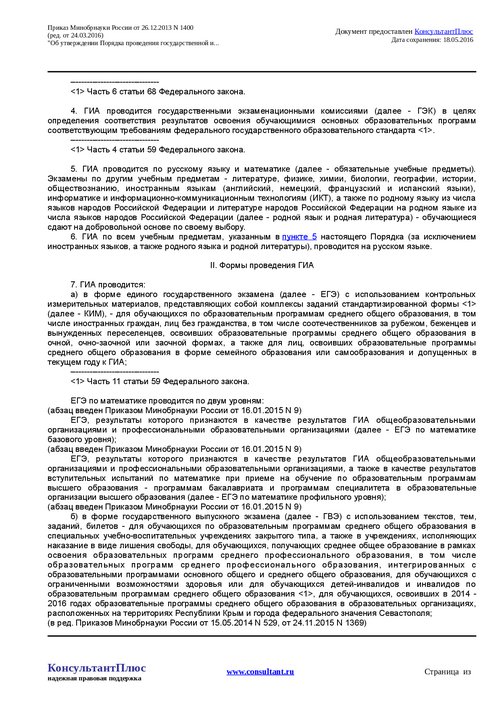 Приказ Минобрнауки России от 26.12.2013 N 1400
(ред. от 24.03.2016)
"Об утверждении Порядка проведения государственной и...
Документ предоставлен КонсультантПлюс
Дата сохранения: 18.05.2016
--------------------------------
<1> Часть 6 статьи 68 Федерального закона.
4. ГИА проводится государственными экзаменационными комиссиями (далее - ГЭК) в целях
определения соответствия результатов освоения обучающимися основных образовательных программ
соответствующим требованиям федерального государственного образовательного стандарта <1>.
--------------------------------
<1> Часть 4 статьи 59 Федерального закона.
5. ГИА проводится по русскому языку и математике (далее - обязательные учебные предметы).
Экзамены по другим учебным предметам - литературе, физике, химии, биологии, географии, истории,
обществознанию, иностранным языкам (английский, немецкий, французский и испанский языки),
информатике и информационно-коммуникационным технологиям (ИКТ), а также по родному языку из числа
языков народов Российской Федерации и литературе народов Российской Федерации на родном языке из
числа языков народов Российской Федерации (далее - родной язык и родная литература) - обучающиеся
сдают на добровольной основе по своему выбору.
6. ГИА по всем учебным предметам, указанным в пункте 5 настоящего Порядка (за исключением
иностранных языков, а также родного языка и родной литературы), проводится на русском языке.
II. Формы проведения ГИА
7. ГИА проводится:
а) в форме единого государственного экзамена (далее - ЕГЭ) с использованием контрольных
измерительных материалов, представляющих собой комплексы заданий стандартизированной формы <1>
(далее - КИМ), - для обучающихся по образовательным программам среднего общего образования, в том
числе иностранных граждан, лиц без гражданства, в том числе соотечественников за рубежом, беженцев и
вынужденных переселенцев, освоивших образовательные программы среднего общего образования в
очной, очно-заочной или заочной формах, а также для лиц, освоивших образовательные программы
среднего общего образования в форме семейного образования или самообразования и допущенных в
текущем году к ГИА;
--------------------------------
<1> Часть 11 статьи 59 Федерального закона.
ЕГЭ по математике проводится по двум уровням:
(абзац введен Приказом Минобрнауки России от 16.01.2015 N 9)
ЕГЭ, результаты которого признаются в качестве результатов ГИА общеобразовательными
организациями и профессиональными образовательными организациями (далее - ЕГЭ по математике
базового уровня);
(абзац введен Приказом Минобрнауки России от 16.01.2015 N 9)
ЕГЭ, результаты которого признаются в качестве результатов ГИА общеобразовательными
организациями и профессиональными образовательными организациями, а также в качестве результатов
вступительных испытаний по математике при приеме на обучение по образовательным программам
высшего образования - программам бакалавриата и программам специалитета в образовательные
организации высшего образования (далее - ЕГЭ по математике профильного уровня);
(абзац введен Приказом Минобрнауки России от 16.01.2015 N 9)
б) в форме государственного выпускного экзамена (далее - ГВЭ) с использованием текстов, тем,
заданий, билетов - для обучающихся по образовательным программам среднего общего образования в
специальных учебно-воспитательных учреждениях закрытого типа, а также в учреждениях, исполняющих
наказание в виде лишения свободы, для обучающихся, получающих среднее общее образование в рамках
освоения образовательных программ среднего профессионального образования, в том числе
образовательных программ среднего профессионального образования, интегрированных с
образовательными программами основного общего и среднего общего образования, для обучающихся с
ограниченными возможностями здоровья или для обучающихся детей-инвалидов и инвалидов по
образовательным программам среднего общего образования <1>, для обучающихся, освоивших в 2014 -
2016 годах образовательные программы среднего общего образования в образовательных организациях,
расположенных на территориях Республики Крым и города федерального значения Севастополя;
(в ред. Приказов Минобрнауки России от 15.05.2014 N 529, от 24.11.2015 N 1369)
КонсультантПлюс
надежная правовая поддержка
www.consultant.ru
Страница из